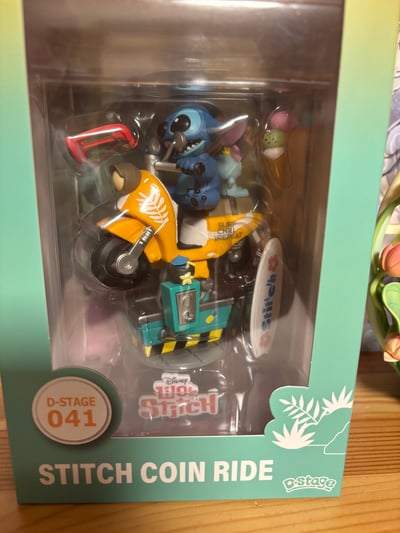 Stitch
Disney
Lilo
Stitch
D-STAGE
041
STITCH COIN RIDE
D-Stage